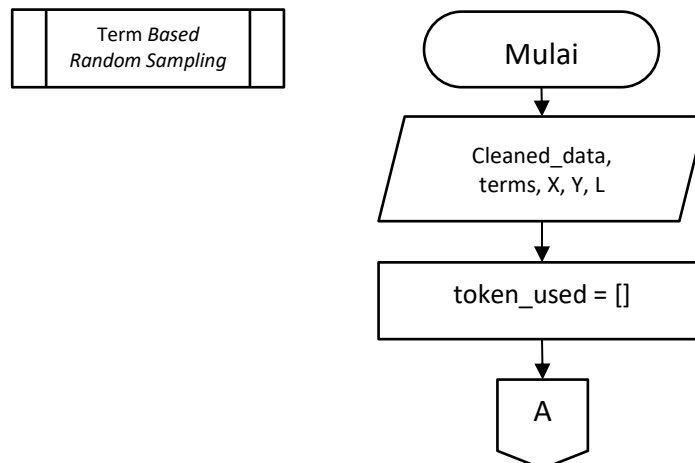 Term Based
Random Sampling
Mulai
Cleaned_data,
terms, X, Y, L
token_used = []
A